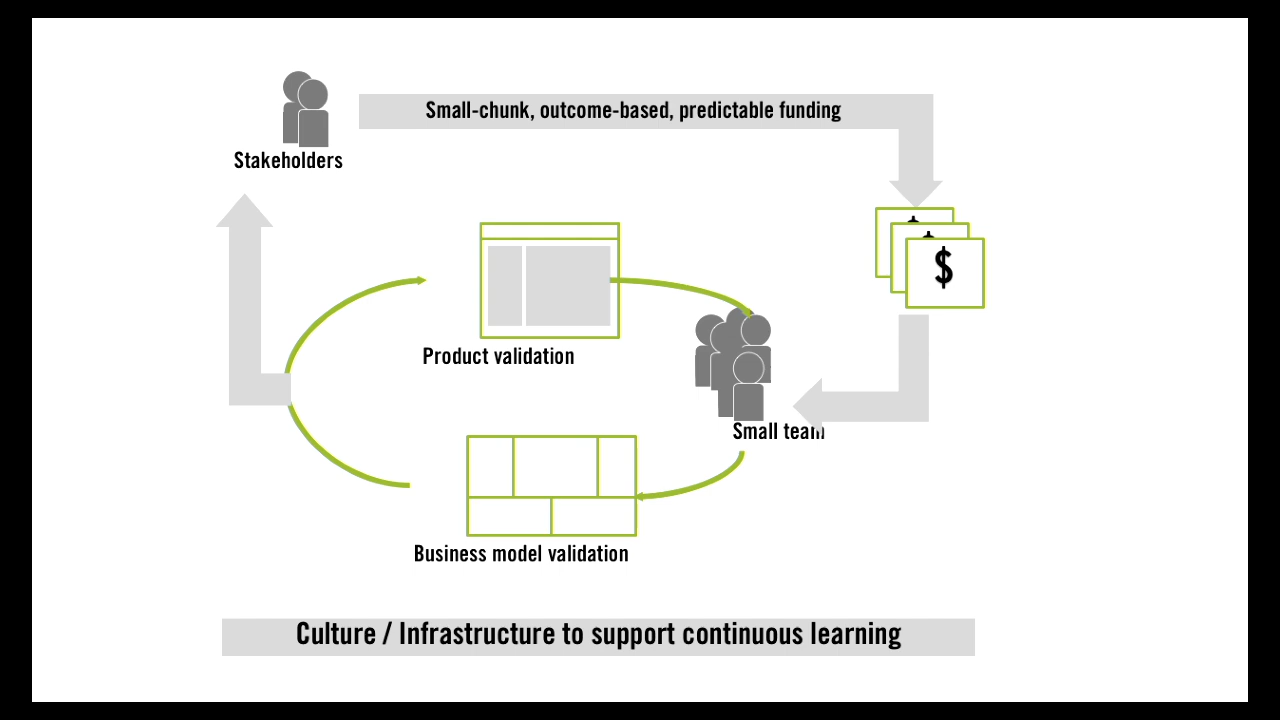 Small-chunk, outcome-based, predictable funding
Stakeholders
$
$
$
Product validation
Small team
Business model validation
Culture / Infrastructure to support continuous learning